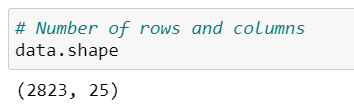 # Number of rows and columns
data.shape
(2823, 25)